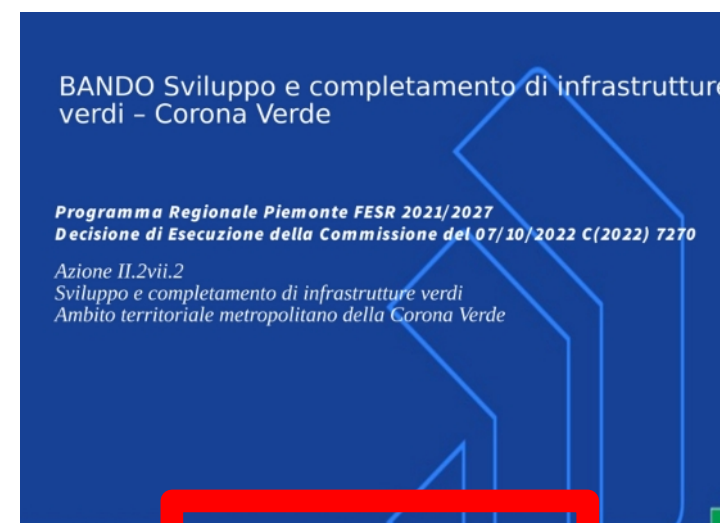 BANDO Sviluppo e completamento di infrastrutture
verdi – Corona Verde
Programma Regionale Piemonte FESR 2021/2027
Decisione di Esecuzione della Commissione del 07/10/2022 C(2022) 7270
Azione II.2vii.2
Sviluppo e completamento di infrastrutture verdi
Ambito territoriale metropolitano della Corona Verde